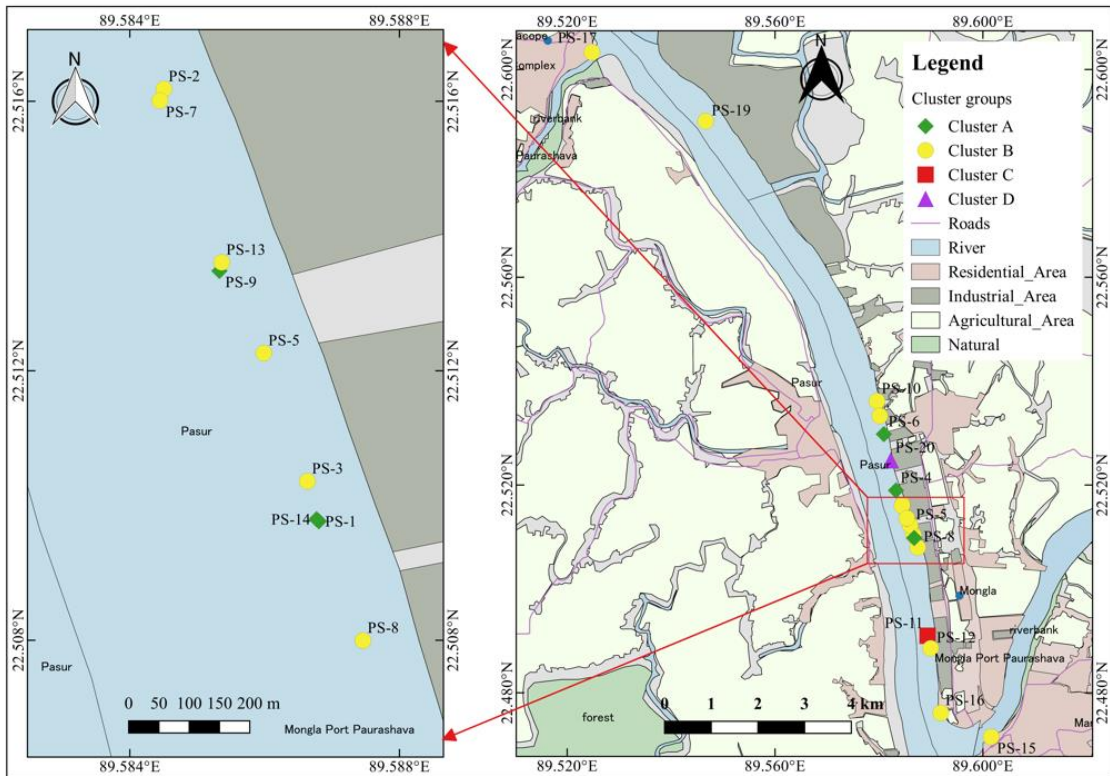 89.584°E
89.588°E
22.516°N
22.512°N
22.508°N
N
PS-2
PS-7
PS-13
PS-9
PS-5
Pasur
PS-3
PS-14
PS-1
PS-8
Pasur
0 50 100 150 200 m
Mongla Port Paurashava
22.516°N
22.512°N
22.508°N
89.584°E
89.588°E
89.520°E
89.560°E
89.600°E
22.600°N
22.560°N
22.520°N
22.480°N
acope
PS-17
omplex
riverbank
Paurashava
PS-19
N
Legend
Cluster groups
Cluster A
Cluster B
Cluster C
Cluster D
Roads
River
Residential_Area
Industrial_Area
Agricultural_Area
Natural
Pasur
PS-10
PS-6
PS-20
Pasur
PS-4
PS-5
PS-8
Mongla
PS-11
PS-12
riverbank
Mongla Port Paurashava
PS-16
forest
0 1 2 3 4 km
Mar
PS-15
22.600°N
22.560°N
22.520°N
22.480°N
89.520°E
89.560°E
89.600°E